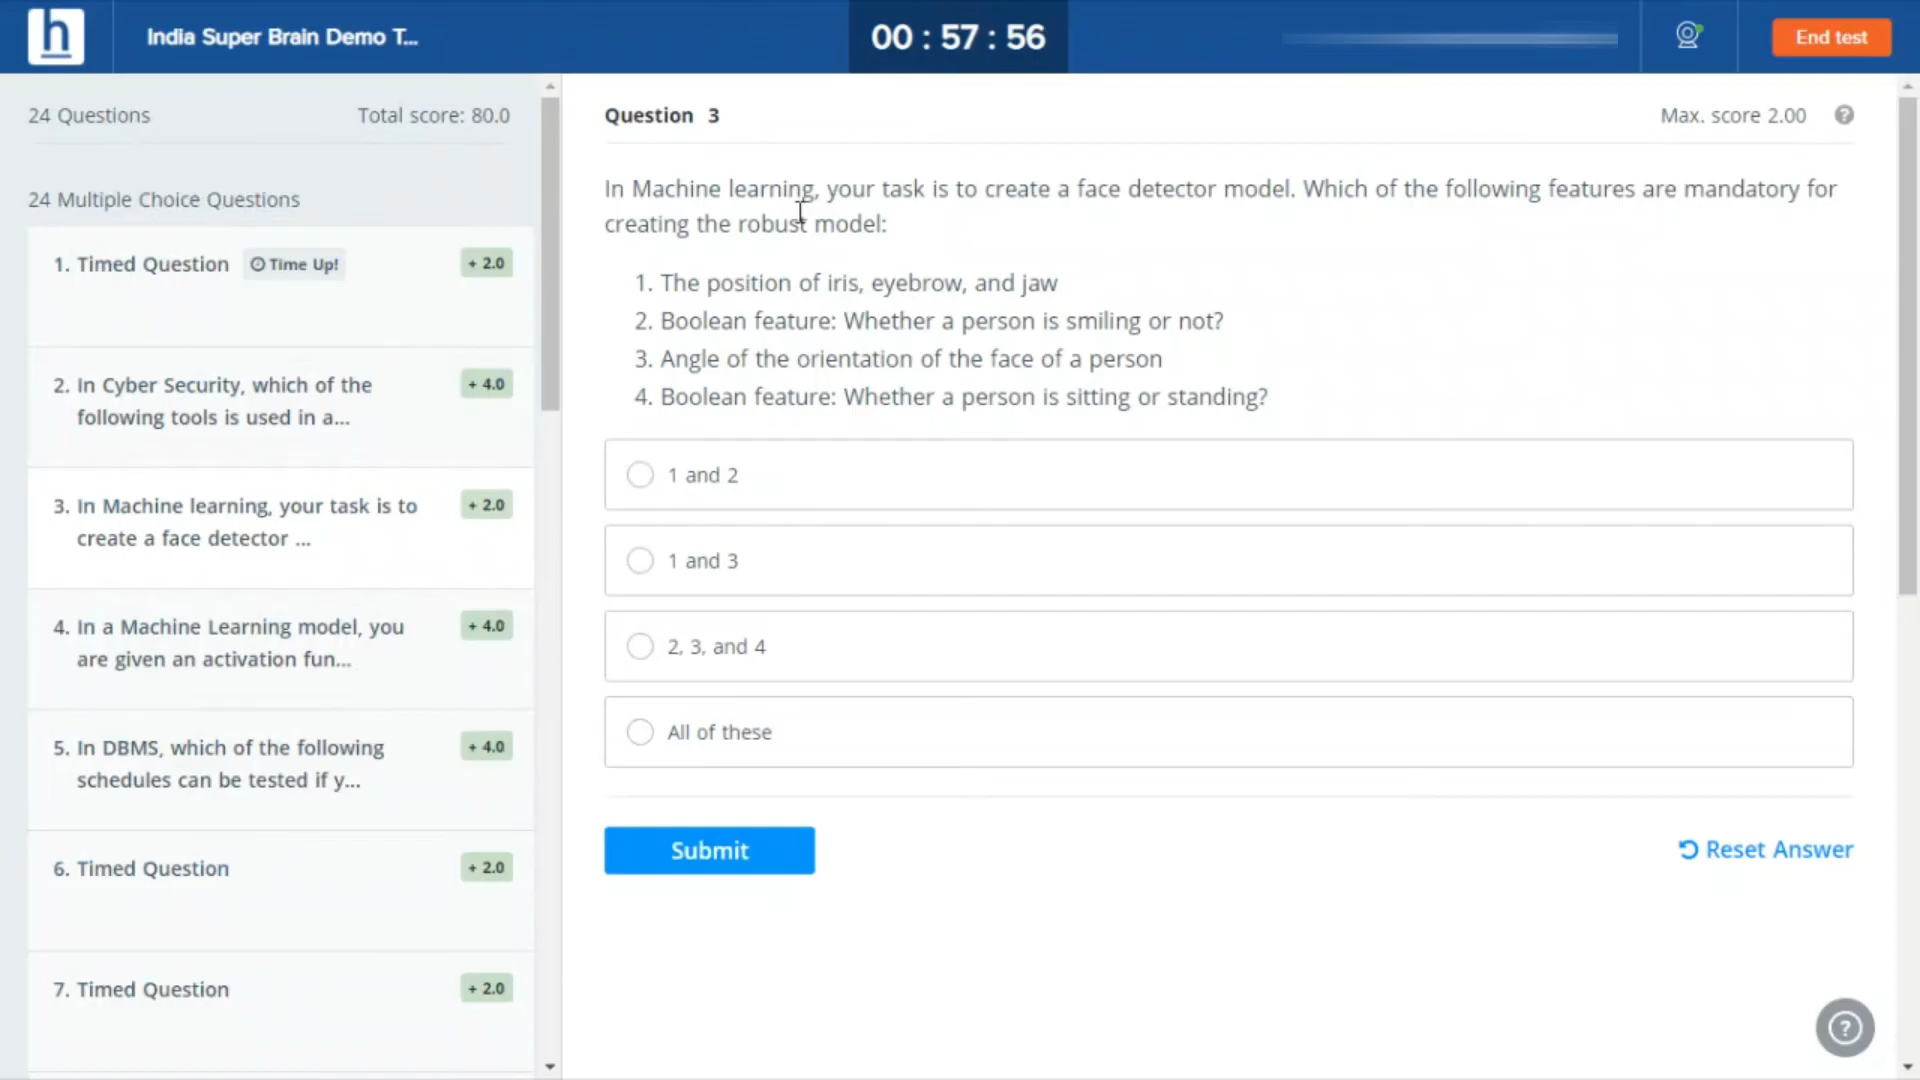 h
India Super Brain Demo T...
00 : 57 : 56
End test
24 Questions
Total score: 80.0
24 Multiple Choice Questions
1. Timed Question
Time Up!
+ 2.0
2. In Cyber Security, which of the
following tools is used in a...
+ 4.0
3. In Machine learning, your task is to
create a face detector ...
+ 2.0
4. In a Machine Learning model, you
are given an activation fun...
+ 4.0
5. In DBMS, which of the following
schedules can be tested if y...
+ 4.0
6. Timed Question
+ 2.0
7. Timed Question
+ 2.0
Question 3
Max. score 2.00
?
In Machine learning, your task is to create a face detector model. Which of the following features are mandatory for
creating the robust model:
1. The position of iris, eyebrow, and jaw
2. Boolean feature: Whether a person is smiling or not?
3. Angle of the orientation of the face of a person
4. Boolean feature: Whether a person is sitting or standing?
1 and 2
1 and 3
2, 3, and 4
All of these
Submit
Reset Answer
?